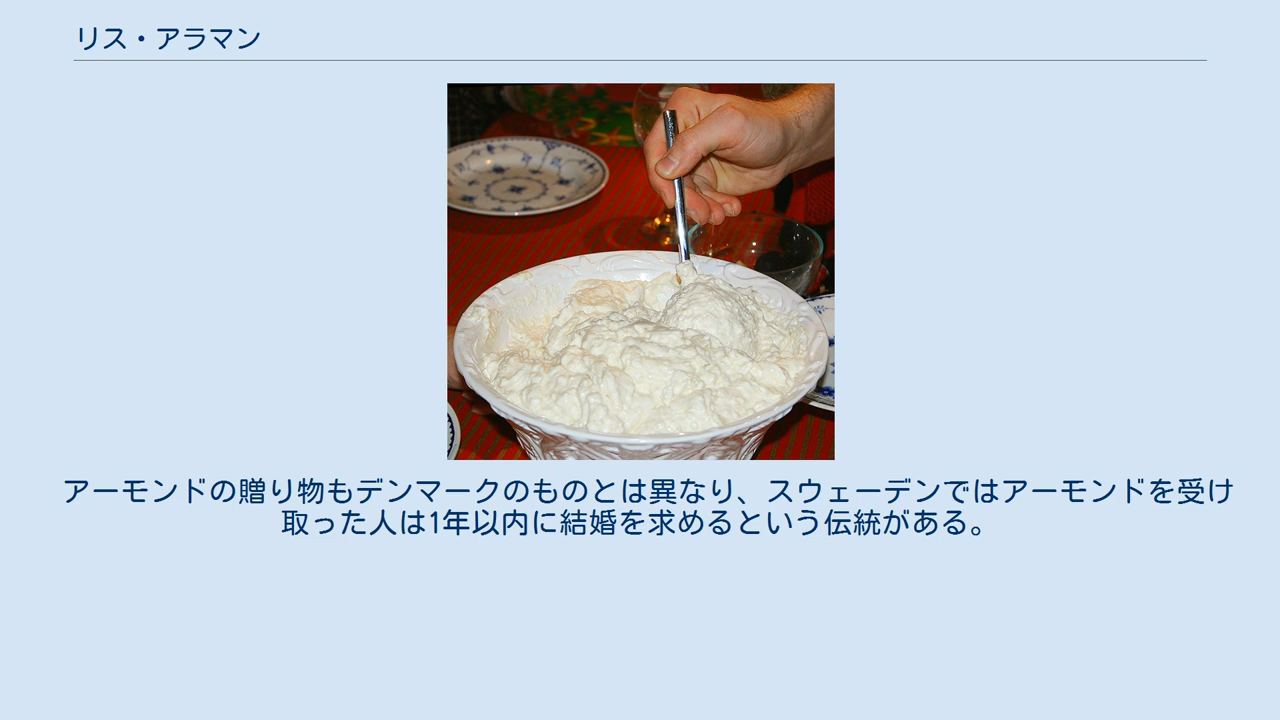 リス・アラマン
アーモンドの贈り物もデンマークのものとは異なり、スウェーデンではアーモンドを受け
取った人は1年以内に結婚を求めるという伝統がある。